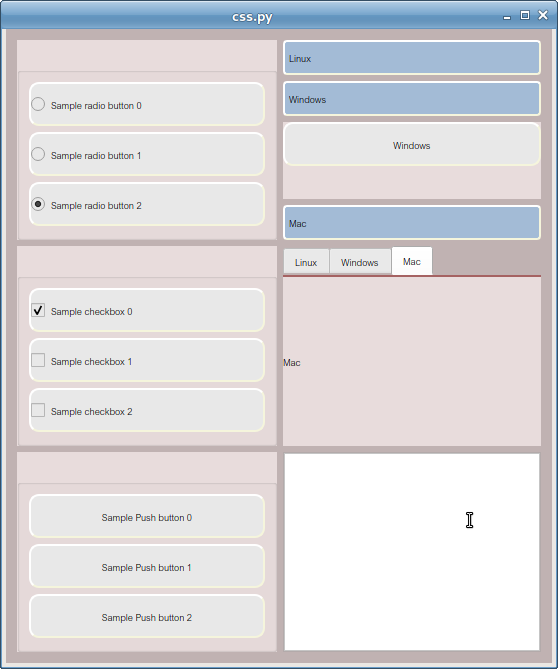 css.py
Sample radio button 0
Sample radio button 1
Sample radio button 2
Sample checkbox 0
Sample checkbox 1
Sample checkbox 2
Sample Push button 0
Sample Push button 1
Sample Push button 2
Linux
Windows
Windows
Mac
Linux Windows Mac
Mac